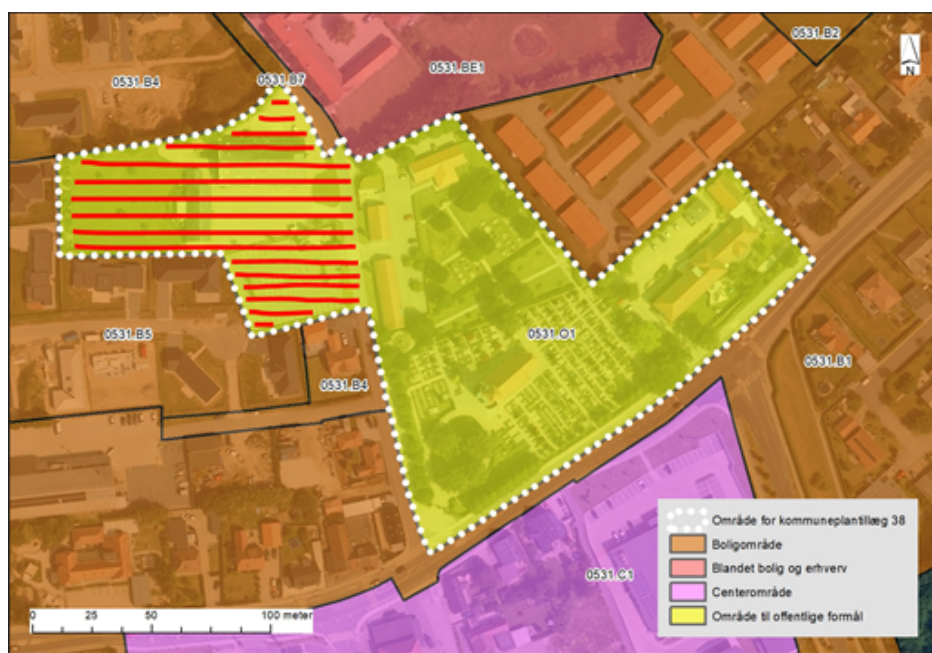 0531.B2
0531.B4
0531.B7
0531.BE1
N
0531.B5
0531.O1
0531.B1
0531.B4
0531.C1
Område for kommuneplantillæg 38
Boligområde
Blandet bolig og erhverv
Centerområde
Område til offentlige formål
0 25 50 100 meter